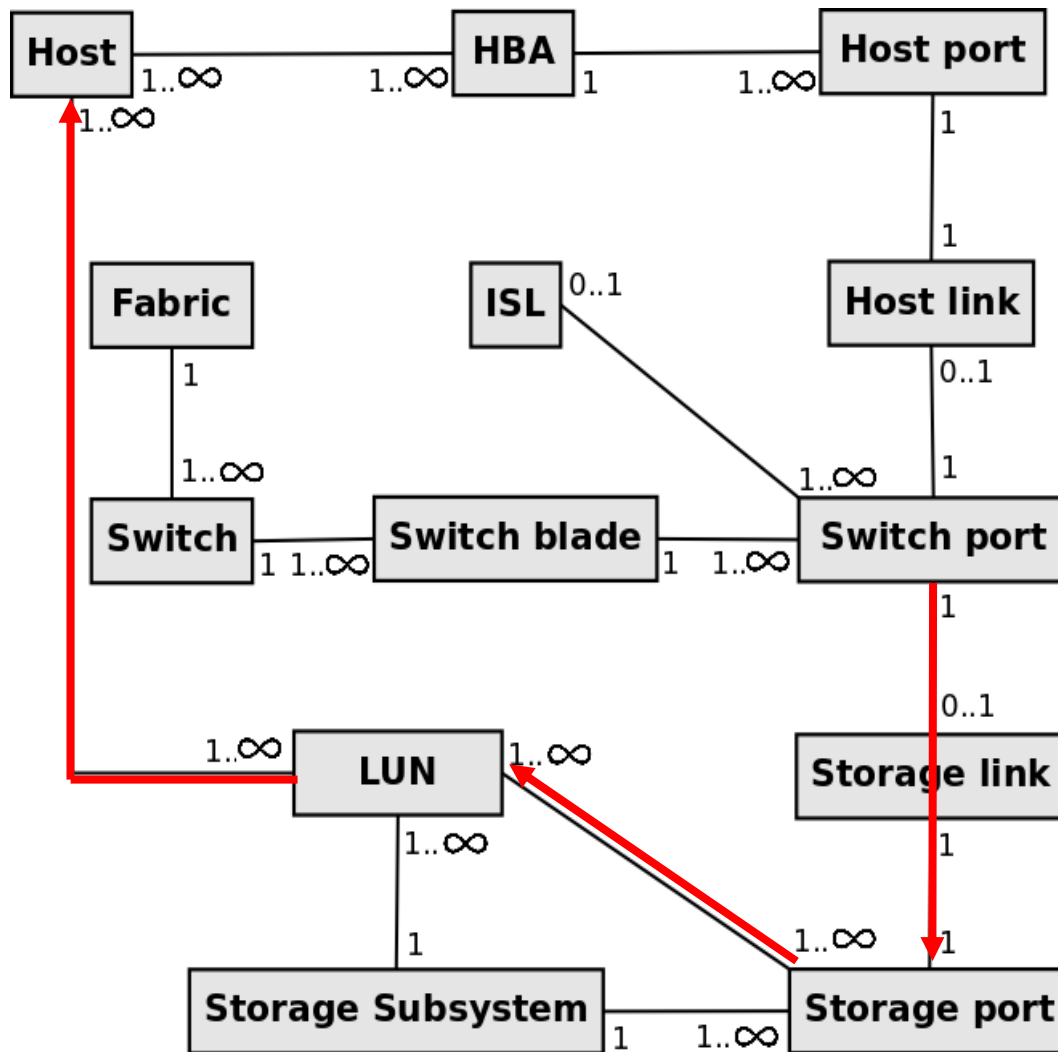 Host
HBA
Host port
1..∞
1..∞
1
1..∞
1..∞
1
1
Fabric
ISL
0..1
Host link
1
0..1
1..∞
1..∞
1
Switch
Switch blade
Switch port
1
1..∞
1
1..∞
1
0..1
1..∞
LUN
1..∞
Storage link
1..∞
1
1
1..∞
1
Storage Subsystem
Storage port
1
1..∞